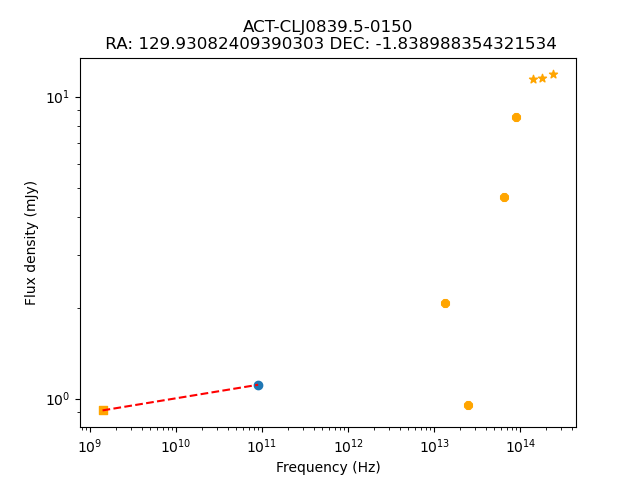 ACT-CLJ0839.5-0150
RA: 129.93082409390303 DEC: -1.838988354321534
Flux density (mJy)
10¹
10⁰
10⁹ 10¹⁰ 10¹¹ 10¹² 10¹³ 10¹⁴
Frequency (Hz)